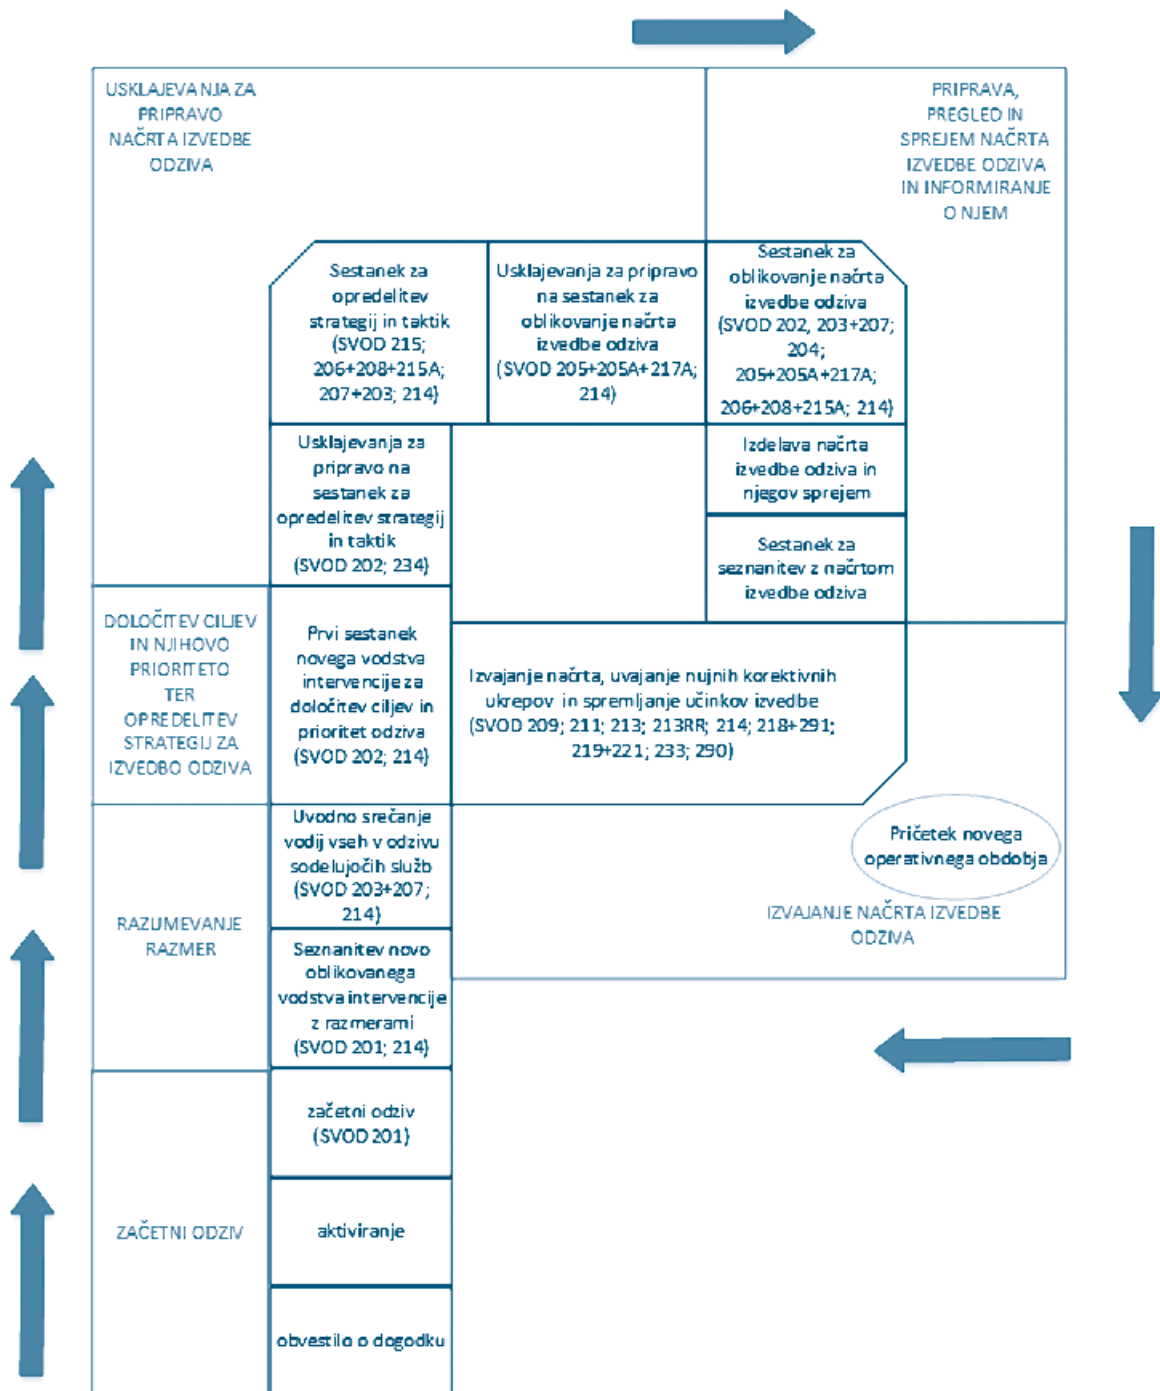 USKLAJEVANJA ZA
PRIPRAVO
NAČRTA IZVEDBE
ODZIVA
PRIPRAVA,
PREGLED IN
SPREJEM NAČRTA
IZVEDBE ODZIVA
IN INFORMIRANJE
O NJEM
Sestanek za
opredelitev
strategij in taktik
(SVOD 215;
206+208+215A;
207+203; 214)
Usklajevanja za pripravo
na sestanek za
oblikovanje načrta
izvedbe odziva
(SVOD 205+205A+217A;
214)
Sestanek za
oblikovanje načrta
izvedbe odziva
(SVOD 202, 203+207;
204;
205+205A+217A;
206+208+215A; 214)
Usklajevanja za
pripravo na
sestanek za
opredelitev strategij
in taktik
(SVOD 202; 234)
Izdelava načrta
izvedbe odziva in
njegov sprejem
Sestanek za
seznanitev z načrtom
izvedbe odziva
DOLOČITEV CILJEV
IN NJIHOVO
PRIORITETO
TER
OPREDELITEV
STRATEGIJ ZA
IZVEDBO ODZIVA
Prvi sestanek
novega vodstva
intervencije za
določitev ciljev in
prioritet odziva
(SVOD 202; 214)
Izvajanje načrta, uvajanje nujnih korektivnih
ukrepov in spremljanje učinkov izvedbe
(SVOD 209; 211; 213; 213RR; 214; 218+291;
219+221; 233; 290)
Uvodno srečanje
vodij vseh v odzivu
sodelujočih služb
(SVOD 203+207;
214)
Pričetek novega
operativnega obdobja
IZVAJANJE NAČRTA IZVEDBE
ODZIVA
RAZUMEVANJE
RAZMER
Seznanitev novo
oblikovanega
vodstva intervencije
z razmerami
(SVOD 201; 214)
začetni odziv
(SVOD 201)
ZAČETNI ODZIV
aktiviranje
obvestilo o dogodku